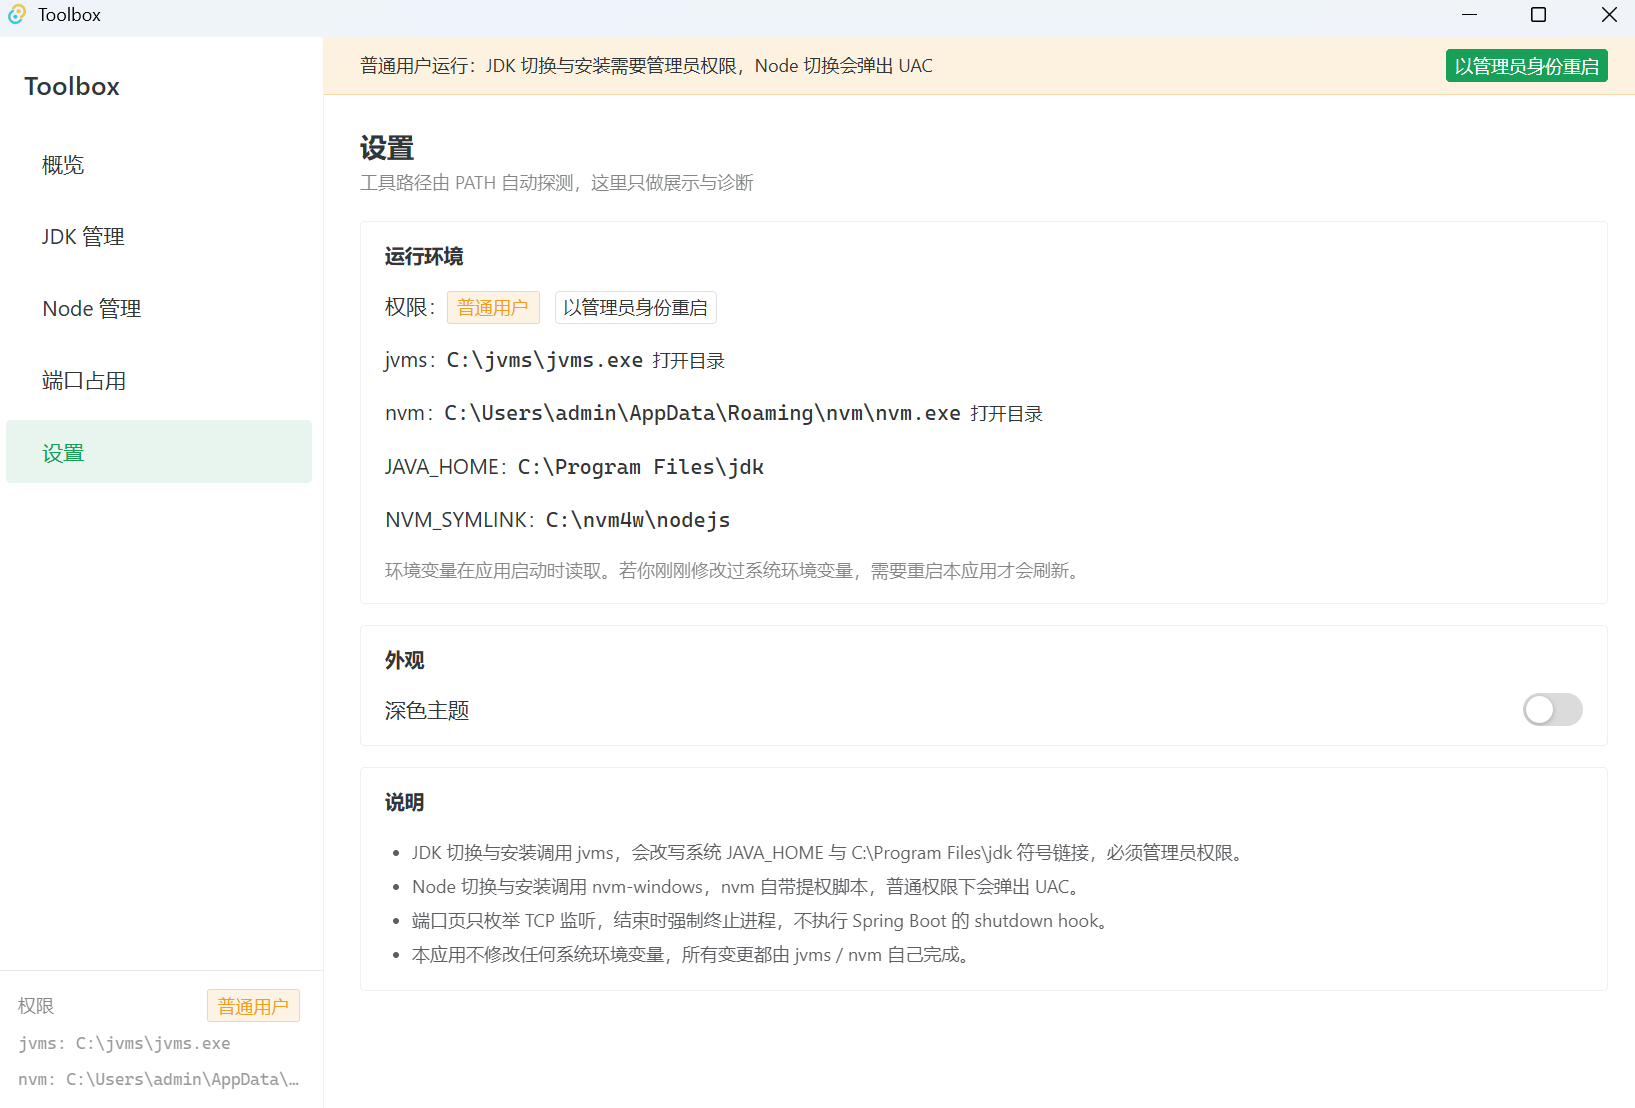 Toolbox
Toolbox
概览
JDK 管理
Node 管理
端口占用
设置
权限
普通用户
jvms: C:\jvms\jvms.exe
nvm: C:\Users\admin\AppData\...
普通用户运行：JDK 切换与安装需要管理员权限，Node 切换会弹出 UAC
以管理员身份重启
设置
工具路径由 PATH 自动探测，这里只做展示与诊断
运行环境
权限： 普通用户 以管理员身份重启
jvms：C:\jvms\jvms.exe 打开目录
nvm：C:\Users\admin\AppData\Roaming\nvm\nvm.exe 打开目录
JAVA_HOME：C:\Program Files\jdk
NVM_SYMLINK：C:\nvm4w\nodejs
环境变量在应用启动时读取。若你刚刚修改过系统环境变量，需要重启本应用才会刷新。
外观
深色主题
说明
• JDK 切换与安装调用 jvms，会改写系统 JAVA_HOME 与 C:\Program Files\jdk 符号链接，必须管理员权限。
• Node 切换与安装调用 nvm-windows，nvm 自带提权脚本，普通权限下会弹出 UAC。
• 端口页只枚举 TCP 监听，结束时强制终止进程，不执行 Spring Boot 的 shutdown hook。
• 本应用不修改任何系统环境变量，所有变更都由 jvms / nvm 自己完成。